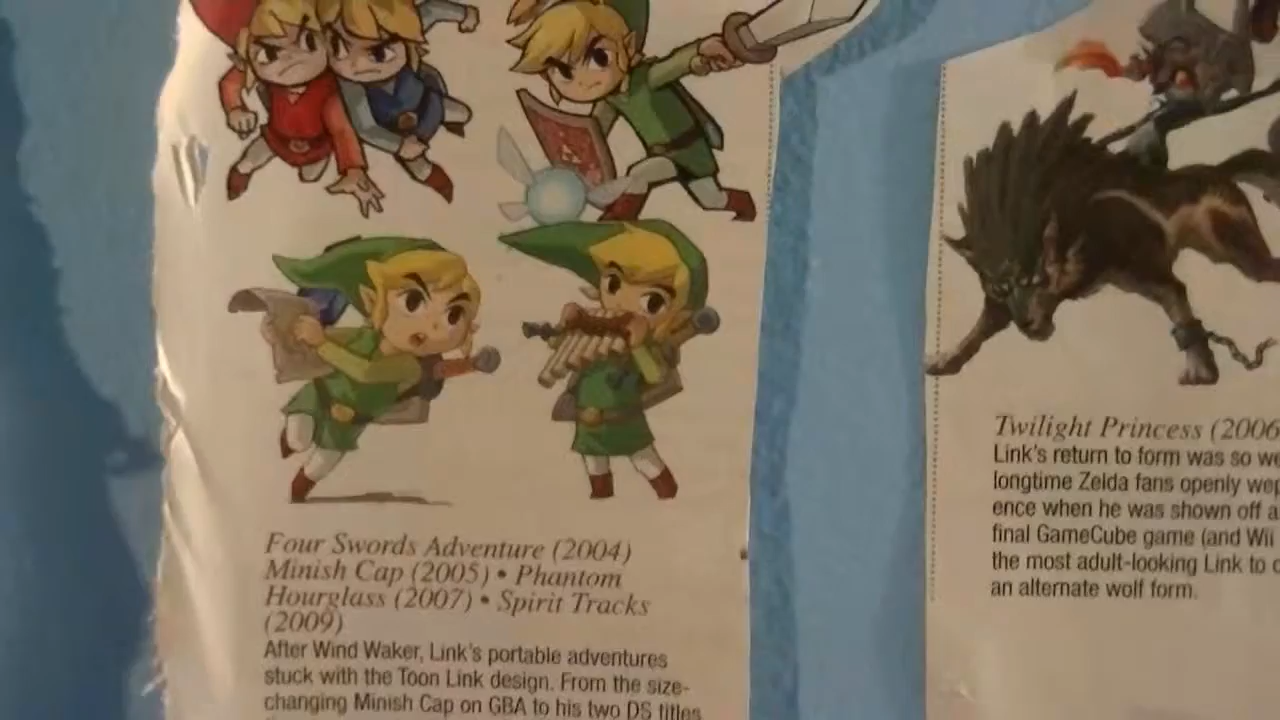 Four Swords Adventure (2004)
Minish Cap (2005) • Phantom
Hourglass (2007) • Spirit Tracks
(2009)
After Wind Waker, Link's portable adventures
stuck with the Toon Link design. From the size-
changing Minish Cap on GBA to his two DS titles
Twilight Princess (2006
Link's return to form was so we
longtime Zelda fans openly wep
ence when he was shown off a
final GameCube game (and Wii
the most adult-looking Link to
an alternate wolf form.